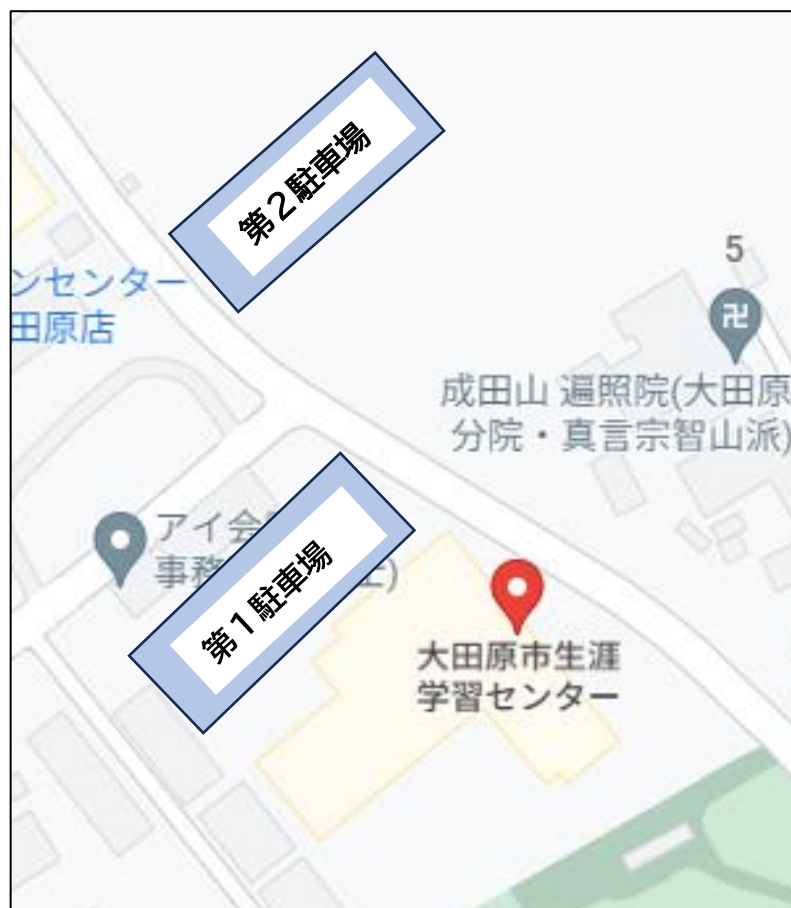 第２駐車場
ンセンター
田原店
5
卍
成田山 遍照院(大田原
分院・真言宗智山派)
アイ会
事務
第１駐車場
大田原市生涯
学習センター